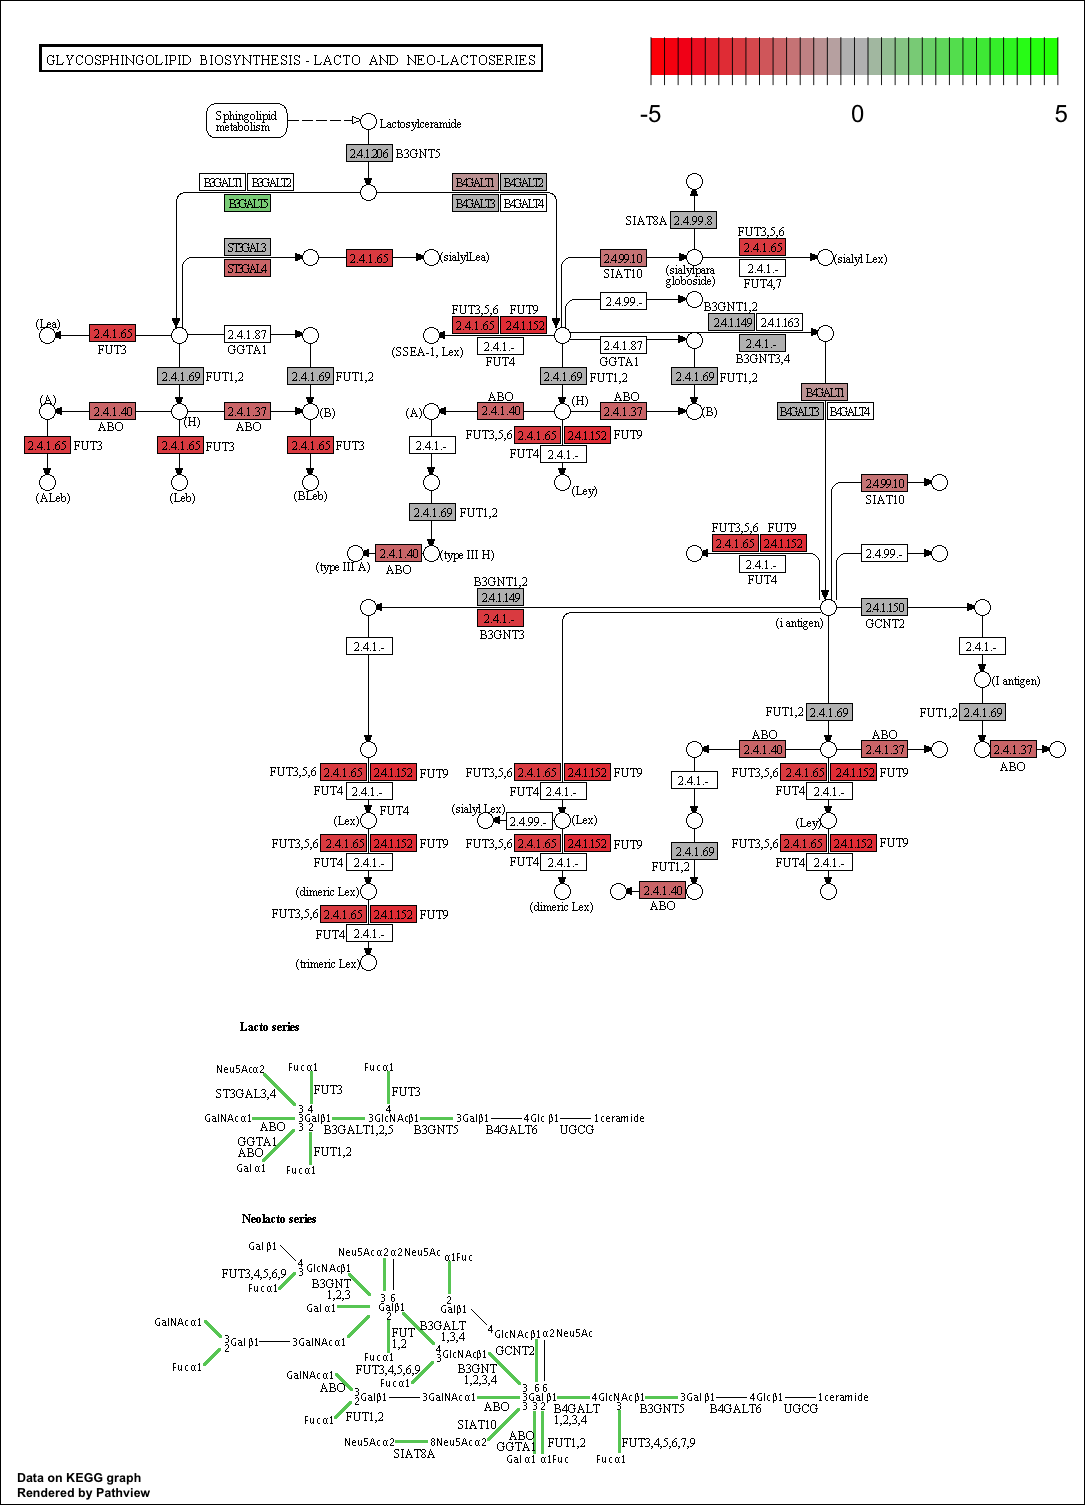 GLYCOSPHINGOLIPID BIOSYNTHESIS - LACTO AND NEO-LACTOSERIES
-5 0 5
Sphingolipid
metabolism
Lactosylceramide
2.4.1.206 B3GNT5
B3GALT1 B3GALT2
B3GALT5
B4GALT1 B4GALT2
B4GALT3 B4GALT4
SIAT8A 2.4.99.8
ST3GAL3
ST3GAL4
2.4.1.65 (sialylLea)
2.4.99.10
SIAT10
(sialylpara
globoside)
FUT3,5,6
2.4.1.65
2.4.1.-
FUT4,7
(sialyl Lex)
2.4.99.-
(Lea) 2.4.1.65
FUT3
2.4.1.87
GGTA1
FUT3,5,6 FUT9
2.4.1.65 2.4.1.152
2.4.1.-
FUT4
(SSEA-1, Lex)
2.4.1.87
GGTA1
B3GNT1,2
2.4.1.149 2.4.1.163
2.4.1.-
B3GNT3,4
2.4.1.69 FUT1,2
2.4.1.69 FUT1,2
2.4.1.69 FUT1,2
2.4.1.69 FUT1,2
B4GALT1
B4GALT3 B4GALT4
(A) 2.4.1.40
ABO
(H)
2.4.1.37
ABO
(B)
(A) ABO
2.4.1.40
(H)
ABO
2.4.1.37
(B)
2.4.1.65 FUT3
2.4.1.65 FUT3
2.4.1.65 FUT3
(ALeb) (Leb) (BLeb)
2.4.1.-
FUT3,5,6 2.4.1.65 2.4.1.152 FUT9
FUT4 2.4.1.-
(Ley)
2.4.1.69 FUT1,2
(type III A) 2.4.1.40 (type III H)
ABO
2.4.99.10
SIAT10
FUT3,5,6 FUT9
2.4.1.65 2.4.1.152
2.4.1.-
FUT4
2.4.99.-
B3GNT1,2
2.4.1.149
2.4.1.-
B3GNT3
(i antigen)
2.4.1.150
GCNT2
2.4.1.-
2.4.1.-
(I antigen)
FUT1,2 2.4.1.69
FUT1,2 2.4.1.69
ABO
2.4.1.40
ABO
2.4.1.37
2.4.1.37
ABO
FUT3,5,6 2.4.1.65 2.4.1.152 FUT9
FUT4 2.4.1.-
FUT4
(Lex)
FUT3,5,6 2.4.1.65 2.4.1.152 FUT9
FUT4 2.4.1.-
(sialyl Lex) 2.4.99.- (Lex)
2.4.1.-
FUT3,5,6 2.4.1.65 2.4.1.152 FUT9
FUT4 2.4.1.-
(Ley)
FUT3,5,6 2.4.1.65 2.4.1.152 FUT9
FUT4 2.4.1.-
(dimeric Lex)
FUT3,5,6 2.4.1.65 2.4.1.152 FUT9
FUT4 2.4.1.-
(dimeric Lex)
2.4.1.69
FUT1,2
2.4.1.40
ABO
FUT3,5,6 2.4.1.65 2.4.1.152 FUT9
FUT4 2.4.1.-
FUT3,5,6 2.4.1.65 2.4.1.152 FUT9
FUT4 2.4.1.-
(trimeric Lex)
Lacto series
Neu5Acα2 Fucα1 Fucα1
ST3GAL3,4 FUT3 FUT3
3 4 4
GalNAcα1 3Galβ1 3GlcNAcβ1 3Galβ1 4Glcβ1 1ceramide
ABO 3 2 B3GALT1,2,5 B3GNT5 B4GALT6 UGCG
GGTA1
ABO FUT1,2
Galα1 Fucα1
Neolacto series
Galβ1 Neu5Acα2 α2Neu5Ac α1Fuc
4
3 GlcNAcβ1
FUT3,4,5,6,9
Fucα1
B3GNT
1,2,3
3 6
Galα1 Galβ1
2
2
Galβ1
GalNAcα1
B3GALT
1,3,4
FUT
1,2
4GlcNAcβ1 α2Neu5Ac
3
2 Galβ1 3GalNAcα1
GCNT2
Fucα1
Fucα1
4
3 GlcNAcβ1
FUT3,4,5,6,9
Fucα1
B3GNT
1,2,3,4
GalNAcα1
ABO
3 6 6
3
2 Galβ1 3GalNAcα1 3Galβ1 4GlcNAcβ1 3Galβ1 4Glcβ1 1ceramide
ABO 3 3 2 B4GALT 3 B3GNT5 B4GALT6 UGCG
1,2,3,4
Fucα1 FUT1,2
SIAT10
ABO
GGTA1
FUT1,2
Neu5Acα2 8Neu5Acα2
SIAT8A
FUT3,4,5,6,7,9
Galα1 α1Fuc Fucα1
Data on KEGG graph
Rendered by Pathview